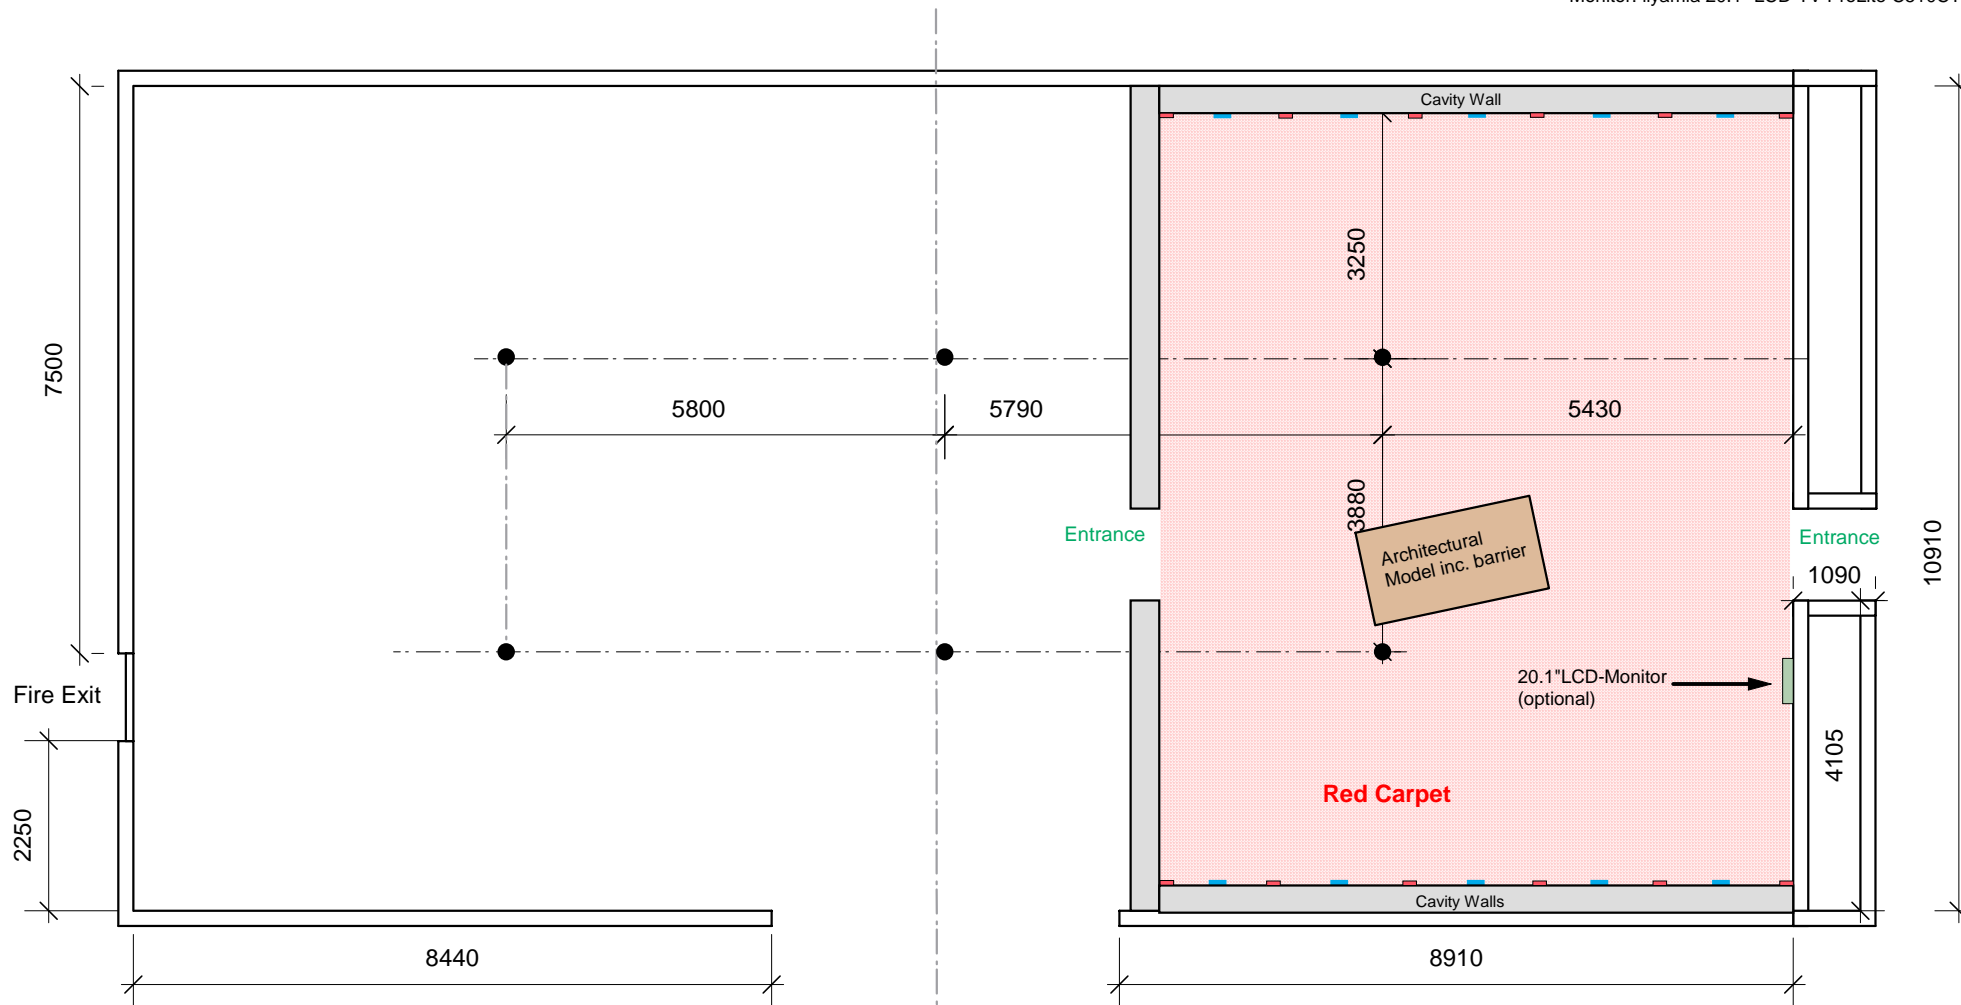 Cavity Wall
3250
7500
5800
5790
5430
3880
Entrance
Architectural
Model inc. barrier
Entrance
1090
10910
20.1"LCD-Monitor
(optional)
Fire Exit
4105
Red Carpet
2250
Cavity Walls
8440
8910